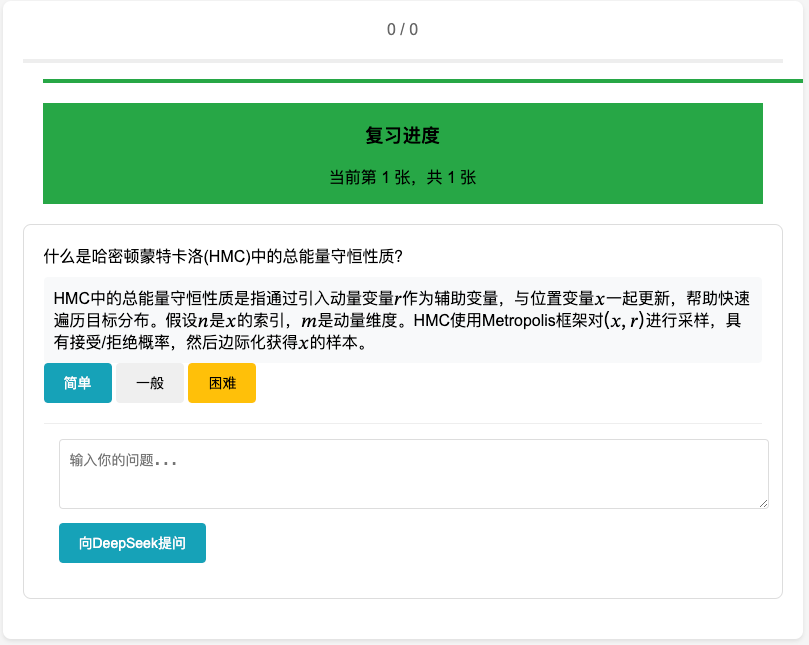 0 / 0
复习进度
当前第 1 张，共 1 张
什么是哈密顿蒙特卡洛(HMC)中的总能量守恒性质?
HMC中的总能量守恒性质是指通过引入动量变量r作为辅助变量，与位置变量x一起更新，帮助快速
遍历目标分布。假设n是x的索引，m是动量维度。HMC使用Metropolis框架对(x, r)进行采样，具
有接受/拒绝概率，然后边际化获得x的样本。
简单 一般 困难
输入你的问题...
向DeepSeek提问